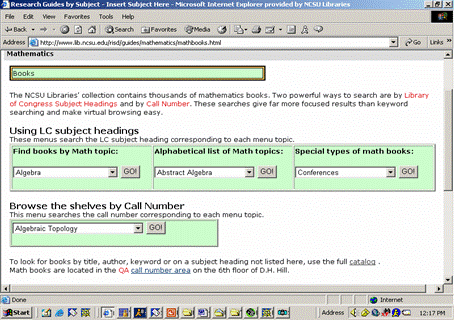 Research Guides by Subject - Insert Subject Here - Microsoft Internet Explorer provided by NCSU Libraries
File Edit View Favorites Tools Help
Back Search Favorites
Address http://www.lib.ncsu.edu/risd/guides/mathematics/mathbooks.html Go Links
Mathematics
Books
The NCSU Libraries' collection contains thousands of mathematics books. Two powerful ways to search are by Library
of Congress Subject Headings and by Call Number. These searches give far more focused results than keyword
searching and make virtual browsing easy.
Using LC subject headings
These menus search the LC subject heading corresponding to each menu topic.
Find books by Math topic: Alphabetical list of Math topics: Special types of math books:
Algebra GO! Abstract Algebra GO! Conferences GO!
Browse the shelves by Call Number
This menu searches the call number corresponding to each menu topic.
Algebraic Topology GO!
To look for books by title, author, keyword or on a subject heading not listed here, use the full catalog .
Math books are located in the QA call number area on the 6th floor of D.H. Hill.
Done Internet
Start Address 12:17 PM